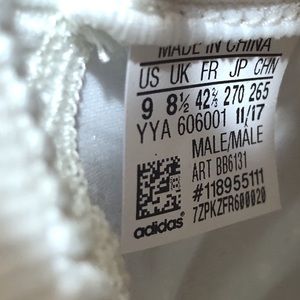 MADE IN CHINA
US UK FR JP CHN
9 8½ 42⅔ 270 265
YYA 606001 11/17
MALE/MALE
ART BB6131
#118955111
7ZPKZFR600020
adidas